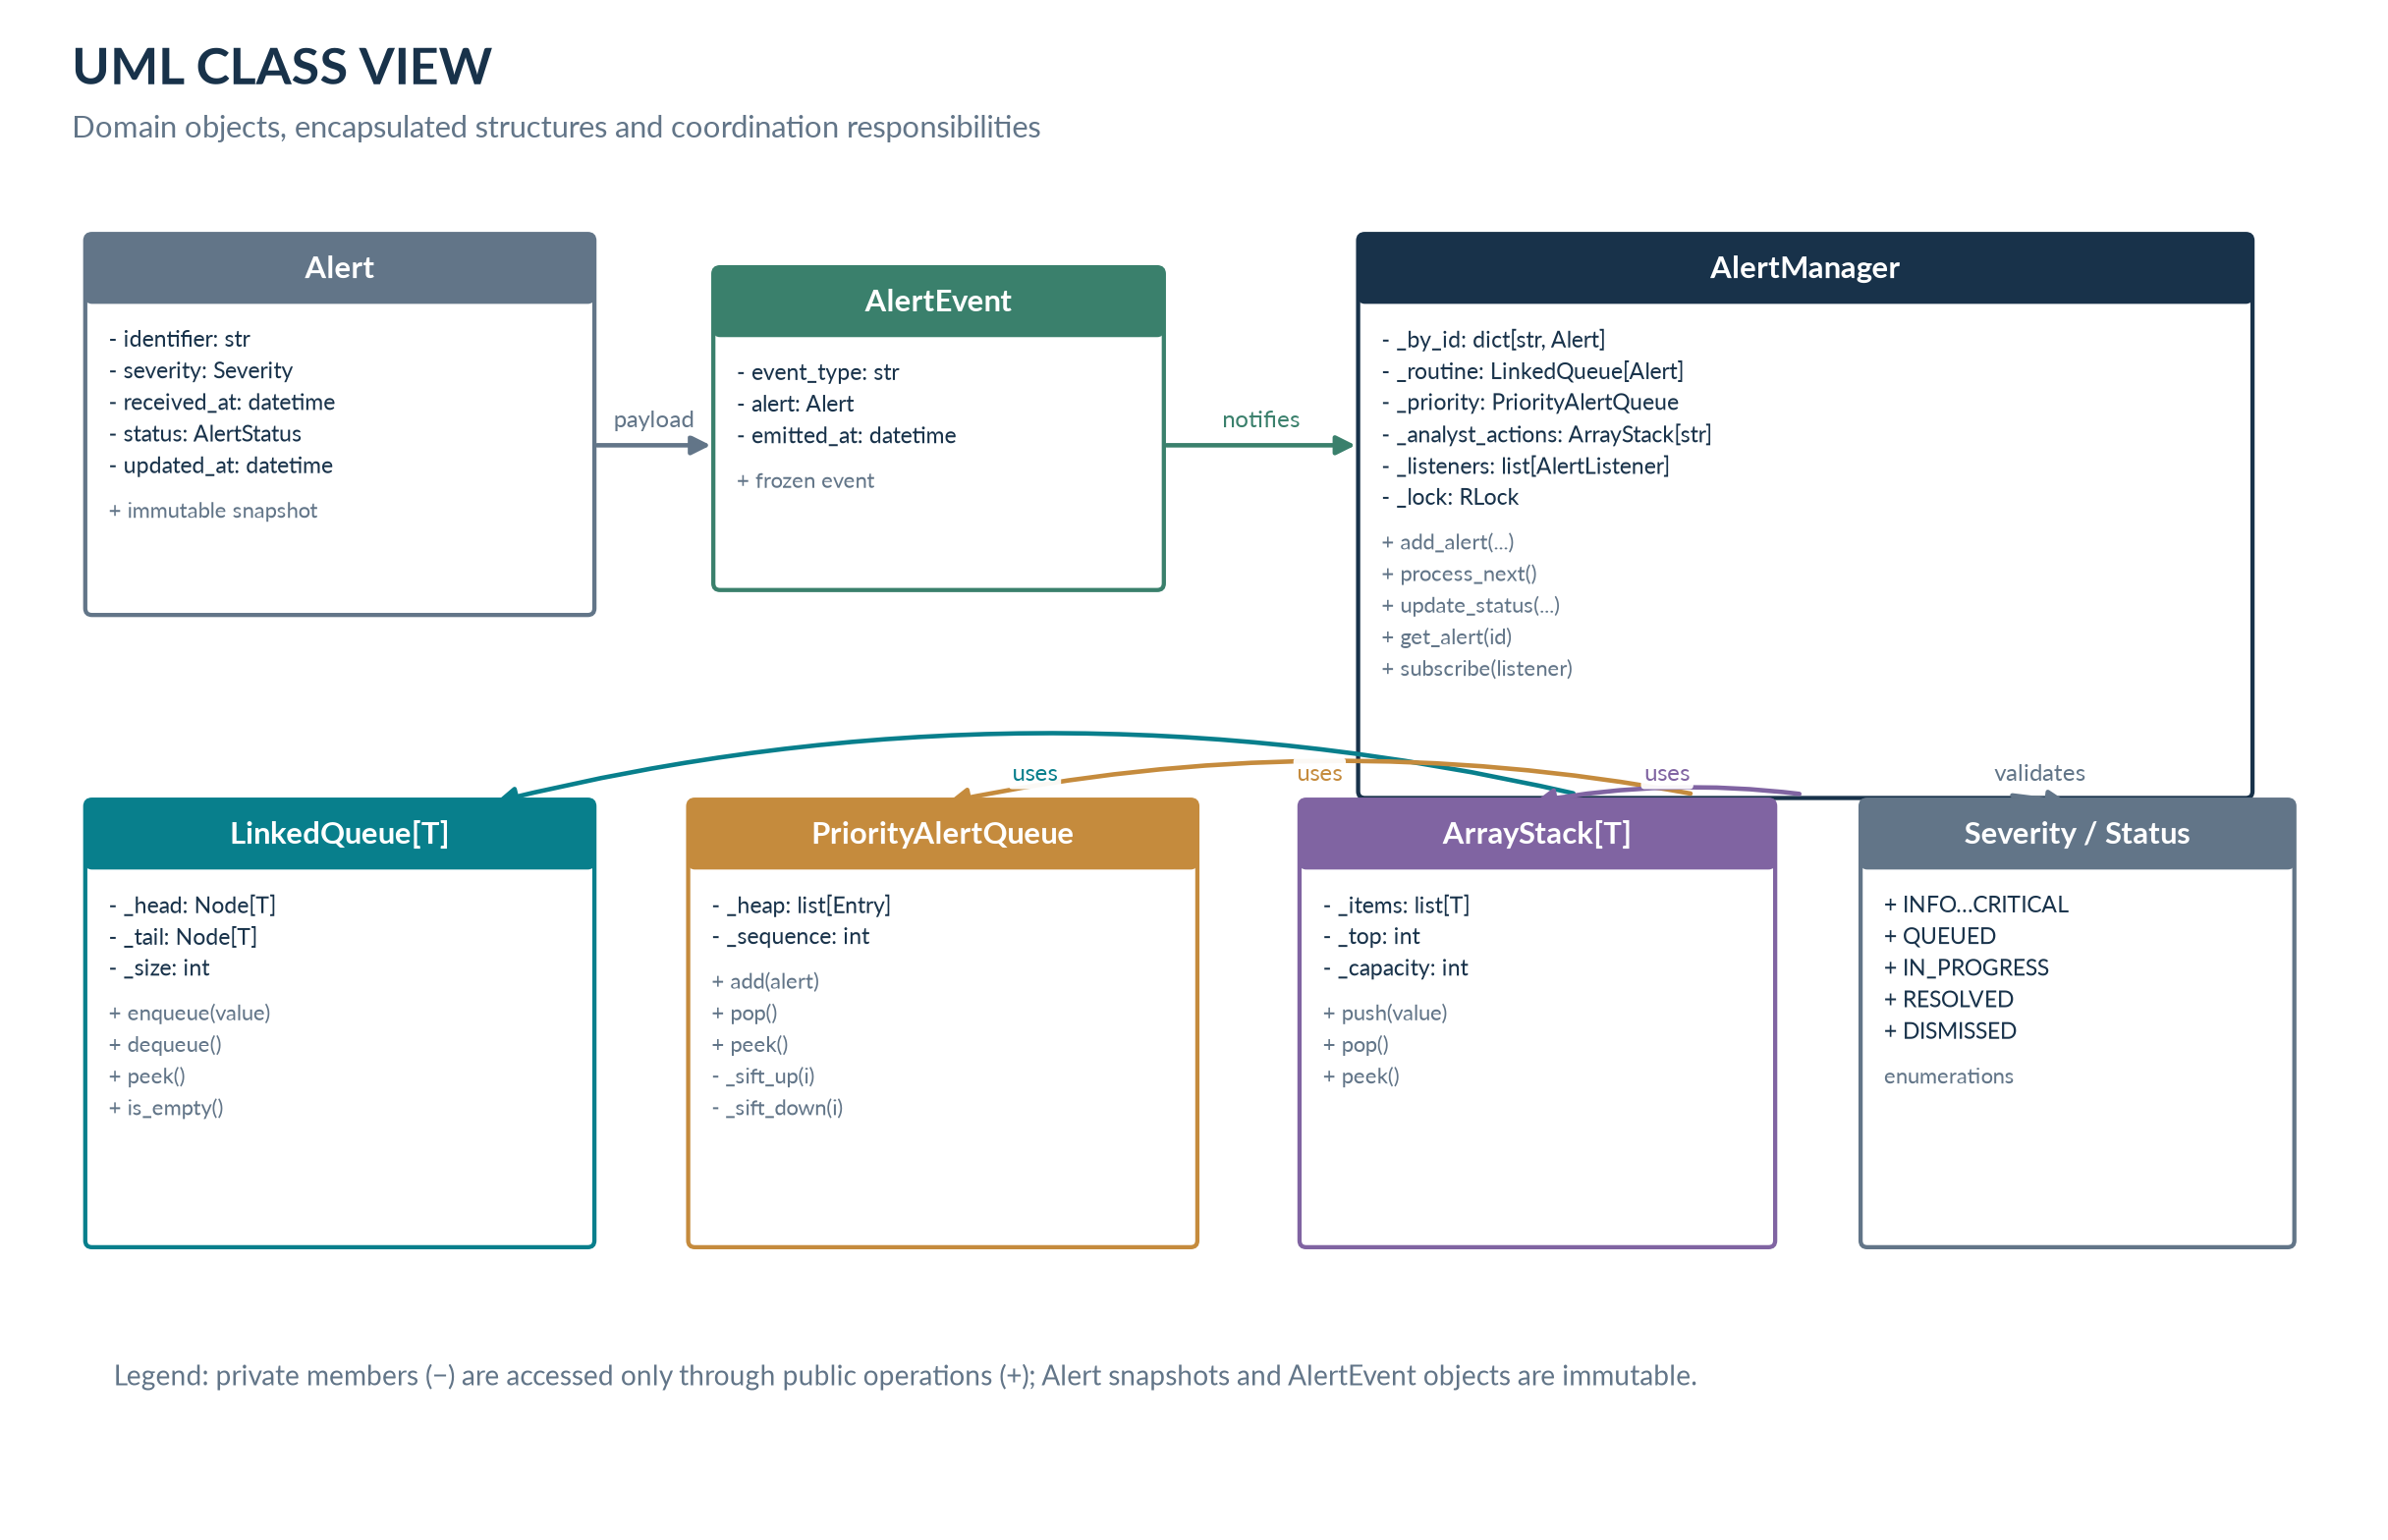 UML CLASS VIEW
Domain objects, encapsulated structures and coordination responsibilities
Alert
- identifier: str
- severity: Severity
- received_at: datetime
- status: AlertStatus
- updated_at: datetime
+ immutable snapshot
payload
AlertEvent
- event_type: str
- alert: Alert
- emitted_at: datetime
+ frozen event
notifies
AlertManager
- _by_id: dict[str, Alert]
- _routine: LinkedQueue[Alert]
- _priority: PriorityAlertQueue
- _analyst_actions: ArrayStack[str]
- _listeners: list[AlertListener]
- _lock: RLock
+ add_alert(...)
+ process_next()
+ update_status(...)
+ get_alert(id)
+ subscribe(listener)
uses
uses
uses
validates
LinkedQueue[T]
- _head: Node[T]
- _tail: Node[T]
- _size: int
+ enqueue(value)
+ dequeue()
+ peek()
+ is_empty()
PriorityAlertQueue
- _heap: list[Entry]
- _sequence: int
+ add(alert)
+ pop()
+ peek()
- _sift_up(i)
- _sift_down(i)
ArrayStack[T]
- _items: list[T]
- _top: int
- _capacity: int
+ push(value)
+ pop()
+ peek()
Severity / Status
+ INFO...CRITICAL
+ QUEUED
+ IN_PROGRESS
+ RESOLVED
+ DISMISSED
enumerations
Legend: private members (−) are accessed only through public operations (+); Alert snapshots and AlertEvent objects are immutable.